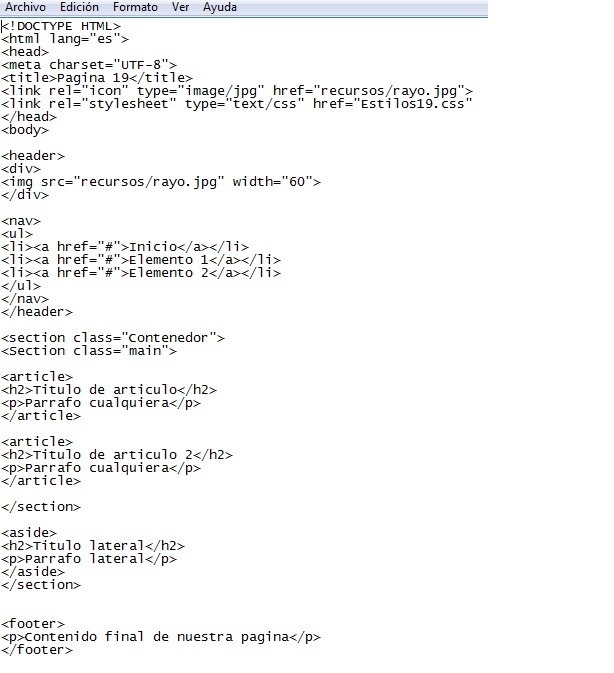 Archivo Edición Formato Ver Ayuda
<!DOCTYPE HTML>
<html lang="es">
<head>
<meta charset="UTF-8">
<title>Pagina 19</title>
<link rel="icon" type="image/jpg" href="recursos/rayo.jpg">
<link rel="stylesheet" type="text/css" href="Estilos19.css"
</head>
<body>
<header>
<div>
<img src="recursos/rayo.jpg" width="60">
</div>
<nav>
<ul>
<li><a href="#">Inicio</a></li>
<li><a href="#">Elemento 1</a></li>
<li><a href="#">Elemento 2</a></li>
</ul>
</nav>
</header>
<section class="Contenedor">
<Section class="main">
<article>
<h2>Titulo de articulo</h2>
<p>Parrafo cualquiera</p>
</article>
<article>
<h2>Titulo de articulo 2</h2>
<p>Parrafo cualquiera</p>
</article>
</section>
<aside>
<h2>Titulo lateral</h2>
<p>Parrafo lateral</p>
</aside>
</section>
<footer>
<p>Contenido final de nuestra pagina</p>
</footer>